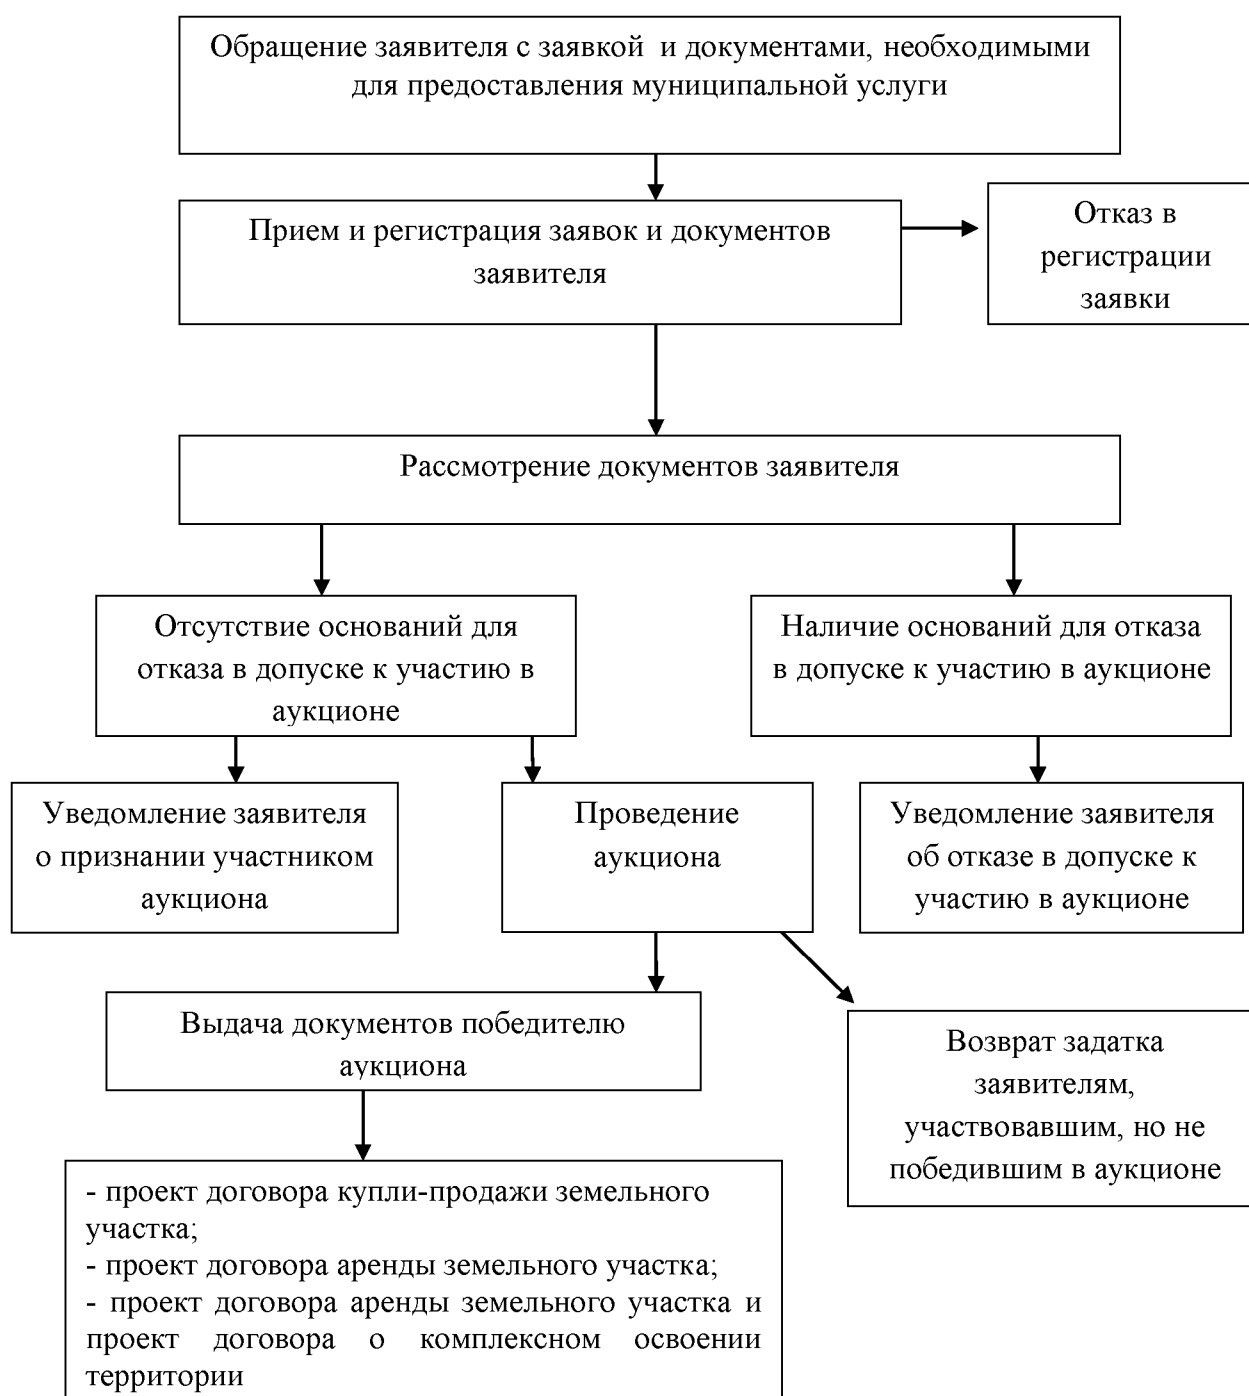 Обращение заявителя с заявкой и документами, необходимыми
для предоставления муниципальной услуги
Прием и регистрация заявок и документов
заявителя
Отказ в
регистрации
заявки
Рассмотрение документов заявителя
Отсутствие оснований для
отказа в допуске к участию в
аукционе
Наличие оснований для отказа
в допуске к участию в аукционе
Уведомление заявителя
о признании участником
аукциона
Проведение
аукциона
Уведомление заявителя
об отказе в допуске к
участию в аукционе
Выдача документов победителю
аукциона
Возврат задатка
заявителям,
участвовавшим, но не
победившим в аукционе
- проект договора купли-продажи земельного
участка;
- проект договора аренды земельного участка;
- проект договора аренды земельного участка и
проект договора о комплексном освоении
территории